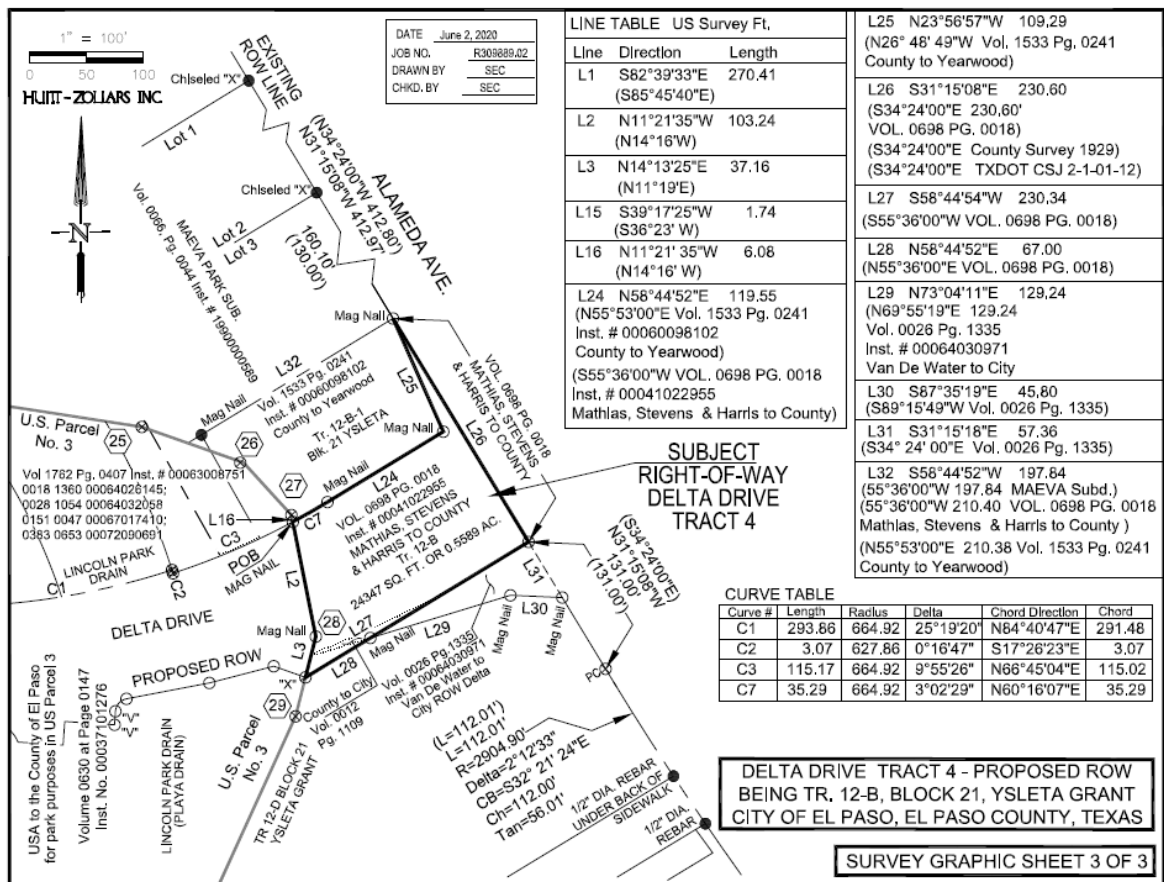 1" = 100'
0 50 100
HUITT-ZOLLARS INC.
N
DATE June 2, 2020
JOB NO. R309889.02
DRAWN BY SEC
CHKD. BY SEC
EXISTING
ROW LINE
Chiseled "X"
Lot 1
(N34°24'00"W 412.80')
N31°15'08"W 412.97'
ALAMEDA AVE.
Chiseled "X"
Lot 2
Lot 3
160.10'
(130.00')
MAEVA PARK SUB.
Vol. 0066, Pg. 0044 Inst. # 19900000589
Mag Nail
L32
Mag Nail
Vol. 1533 Pg. 0241
Inst. # 00060098102
County to Yearwood
Tr. 12-B-1
Blk. 21 YSLETA
L25
L26
VOL. 0698 PG. 0018
MATHIAS, STEVENS
& HARRIS TO COUNTY
Mag Nail
U.S. Parcel
No. 3
25
26
27
Vol 1762 Pg. 0407 Inst. # 00063008751
0018 1360 00064026145;
0028 1054 00064032058
0151 0047 00067017410;
0383 0653 00072090691
L24
Mag Nail
C7
L16
C3
POB
MAG NAIL
VOL. 0698 PG. 0018
Inst. # 00041022955
MATHIAS, STEVENS
& HARRIS TO COUNTY
Tr. 12-B
24347 SQ. FT. OR 0.5589 AC.
SUBJECT
RIGHT-OF-WAY
DELTA DRIVE
TRACT 4
LINCOLN PARK
DRAIN
C1
C2
L2
DELTA DRIVE
28
Mag Nail
L27
L3
L28
Mag Nail
L29
L30
L31
Mag Nail
Mag Nail
(S34°24'00"E)
N31°15'08"W
131.00'
(131.00')
PROPOSED ROW
"X"
29
"V"
"V"
County to City
Vol. 0012
Pg. 1109
Vol. 0026 Pg. 1335
Inst. # 00064030971
Van De Water to
City ROW Delta
PC
USA to the County of El Paso
for park purposes in US Parcel 3
Volume 0630 at Page 0147
Inst. No. 00037101276
LINCOLN PARK DRAIN
(PLAYA DRAIN)
U.S. Parcel
No. 3
TR 12-D BLOCK 21
YSLETA GRANT
(L=112.01')
L=112.01'
R=2904.90'
Delta=2°12'33"
CB=S32° 21' 24"E
Ch=112.00'
Tan=56.01'
1/2" DIA. REBAR
UNDER BACK OF
SIDEWALK
1/2" DIA.
REBAR
LINE TABLE US Survey Ft.
Line Direction Length
L1 S82°39'33"E 270.41
(S85°45'40"E)
L2 N11°21'35"W 103.24
(N14°16'W)
L3 N14°13'25"E 37.16
(N11°19'E)
L15 S39°17'25"W 1.74
(S36°23' W)
L16 N11°21' 35"W 6.08
(N14°16' W)
L24 N58°44'52"E 119.55
(N55°53'00"E Vol. 1533 Pg. 0241
Inst. # 00060098102
County to Yearwood)
(S55°36'00"W VOL. 0698 PG. 0018
Inst. # 00041022955
Mathias, Stevens & Harris to County)
L25 N23°56'57"W 109.29
(N26° 48' 49"W Vol. 1533 Pg. 0241
County to Yearwood)
L26 S31°15'08"E 230.60
(S34°24'00"E 230.60'
VOL. 0698 PG. 0018)
(S34°24'00"E County Survey 1929)
(S34°24'00"E TXDOT CSJ 2-1-01-12)
L27 S58°44'54"W 230.34
(S55°36'00"W VOL. 0698 PG. 0018)
L28 N58°44'52"E 67.00
(N55°36'00"E VOL. 0698 PG. 0018)
L29 N73°04'11"E 129.24
(N69°55'19"E 129.24
Vol. 0026 Pg. 1335
Inst. # 00064030971
Van De Water to City
L30 S87°35'19"E 45.80
(S89°15'49"W Vol. 0026 Pg. 1335)
L31 S31°15'18"E 57.36
(S34° 24' 00"E Vol. 0026 Pg. 1335)
L32 S58°44'52"W 197.84
(55°36'00"W 197.84 MAEVA Subd.)
(55°36'00"W 210.40 VOL. 0698 PG. 0018
Mathias, Stevens & Harris to County )
(N55°53'00"E 210.38 Vol. 1533 Pg. 0241
County to Yearwood)
CURVE TABLE
Curve # Length Radius Delta Chord Direction Chord
C1 293.86 664.92 25°19'20" N84°40'47"E 291.48
C2 3.07 627.86 0°16'47" S17°26'23"E 3.07
C3 115.17 664.92 9°55'26" N66°45'04"E 115.02
C7 35.29 664.92 3°02'29" N60°16'07"E 35.29
DELTA DRIVE TRACT 4 - PROPOSED ROW
BEING TR. 12-B, BLOCK 21, YSLETA GRANT
CITY OF EL PASO, EL PASO COUNTY, TEXAS
SURVEY GRAPHIC SHEET 3 OF 3